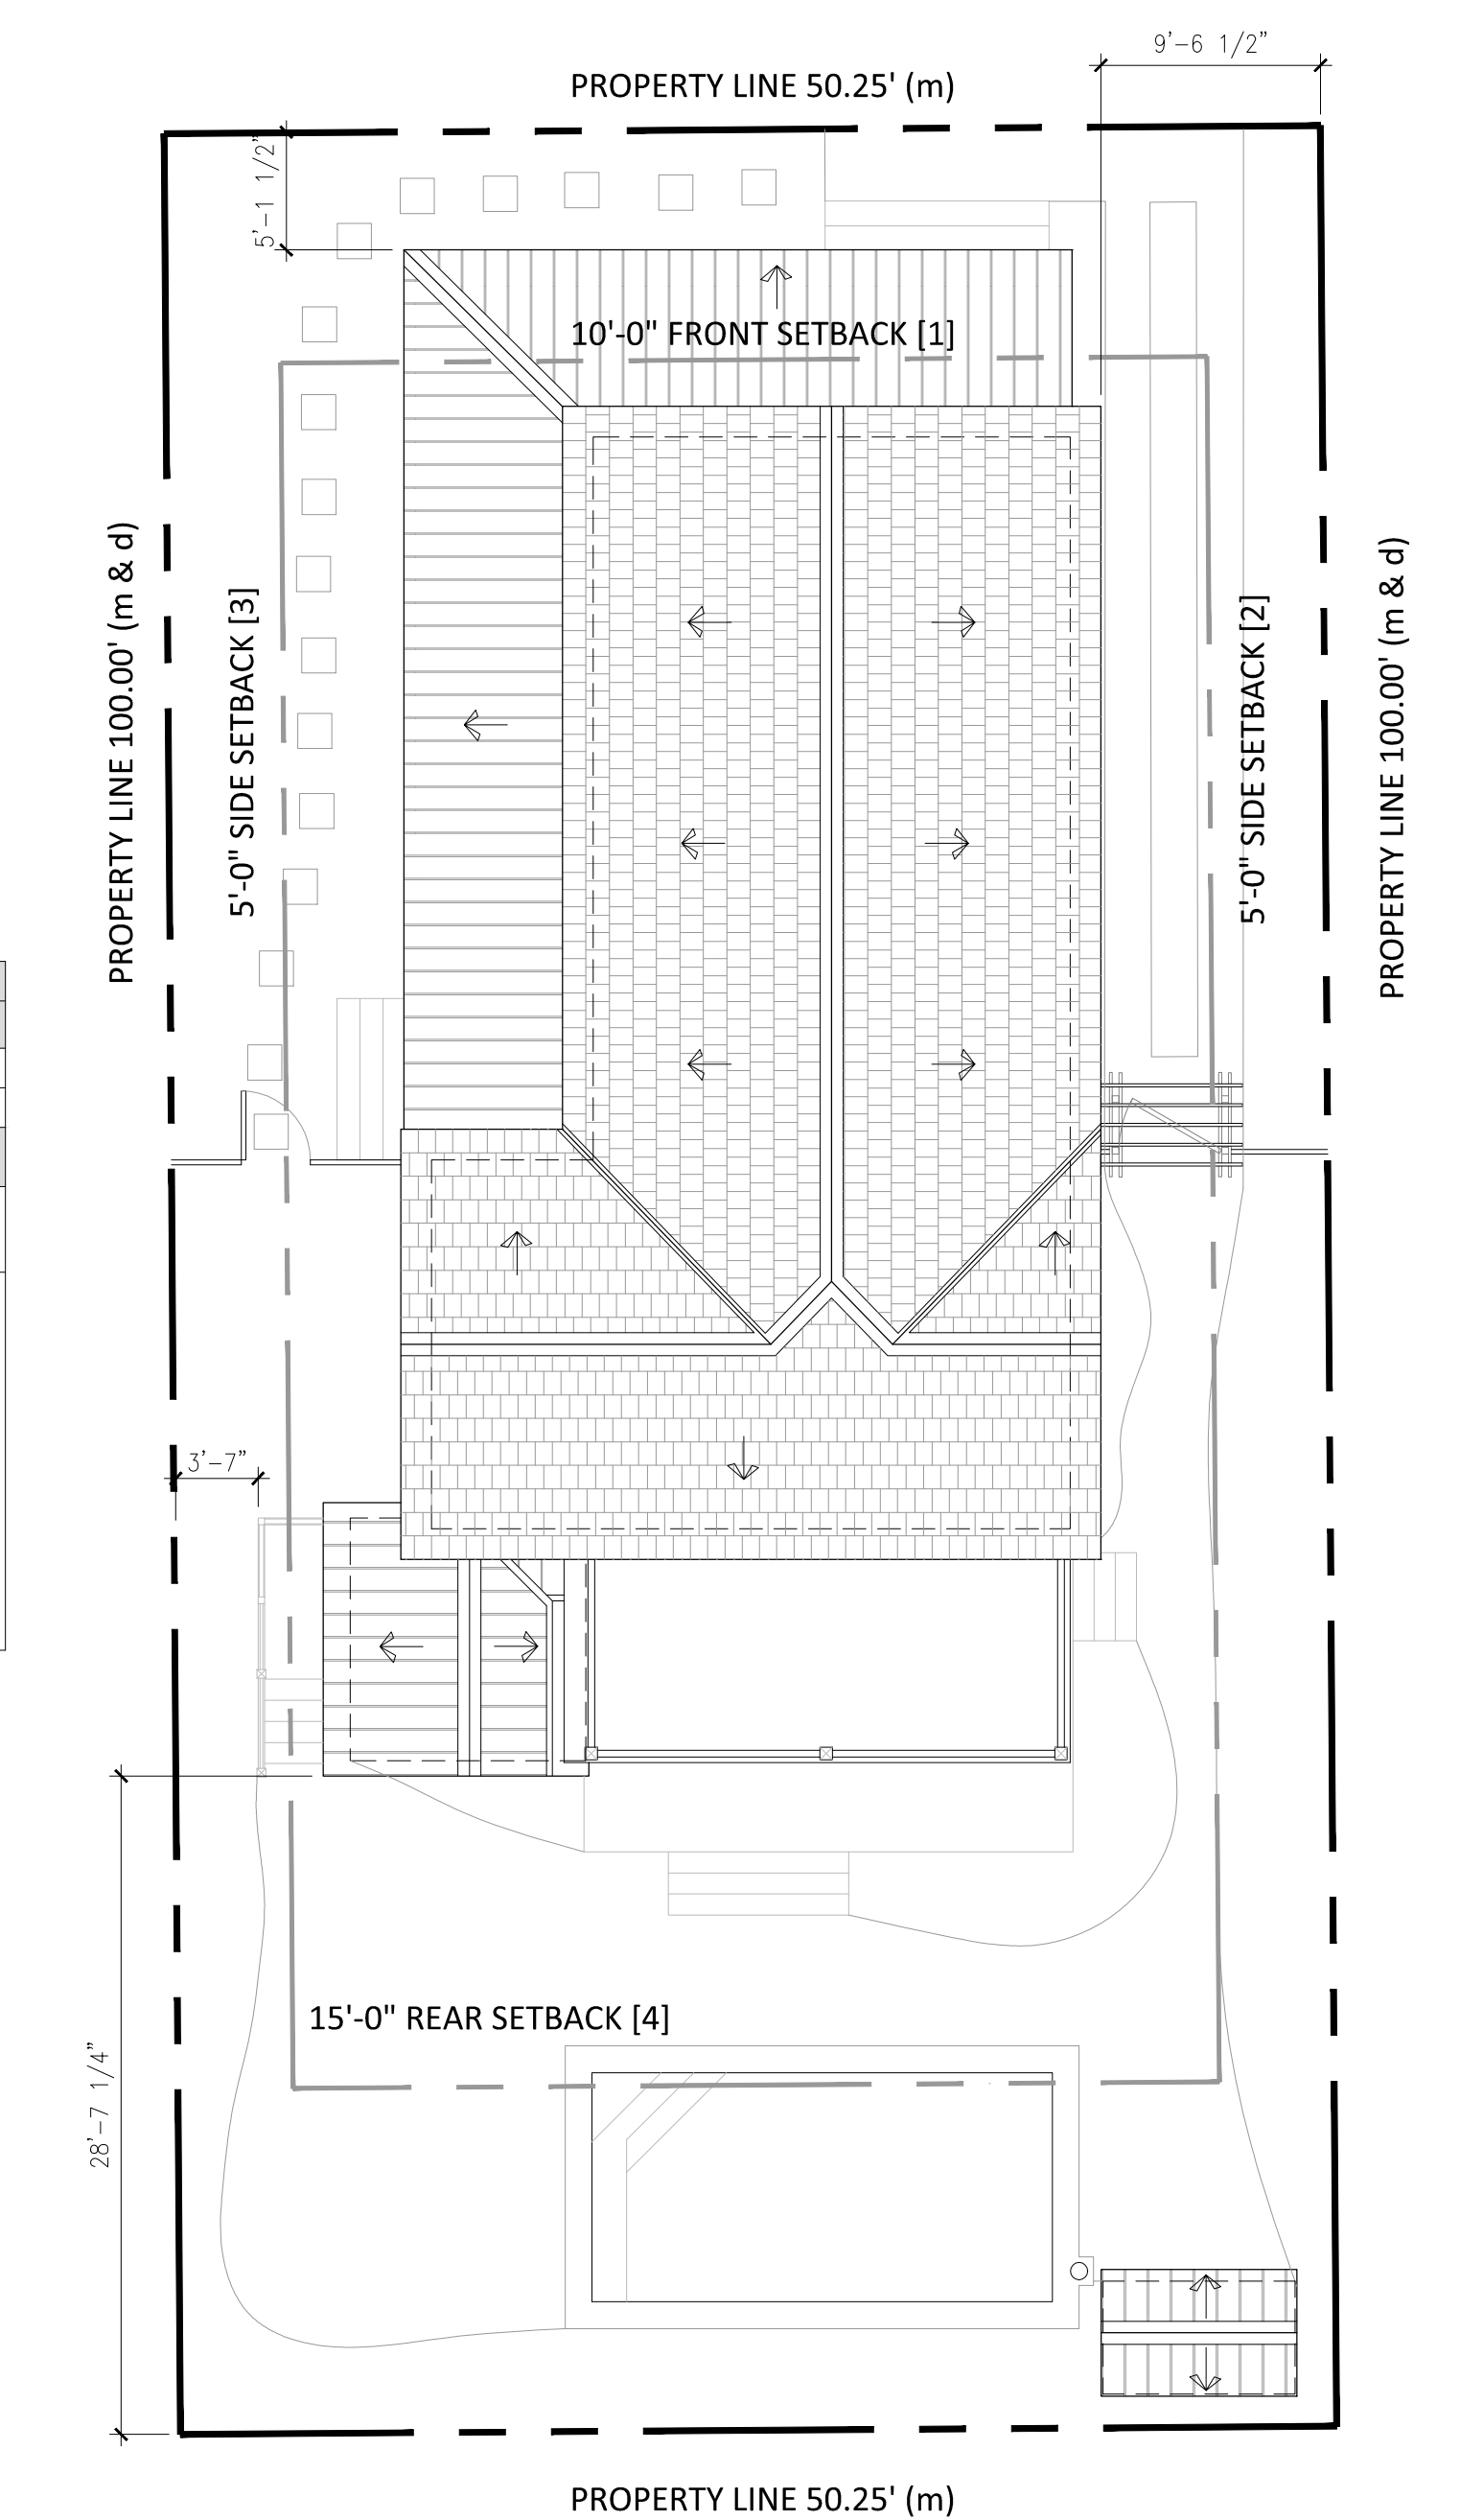 9'-6 1/2"
PROPERTY LINE 50.25' (m)
5'-1 1/2"
10'-0" FRONT SETBACK [1]
PROPERTY LINE 100.00' (m & d)
5'-0" SIDE SETBACK [3]
5'-0" SIDE SETBACK [2]
PROPERTY LINE 100.00' (m & d)
3'-7"
15'-0" REAR SETBACK [4]
28'-7 1/4"
PROPERTY LINE 50.25' (m)